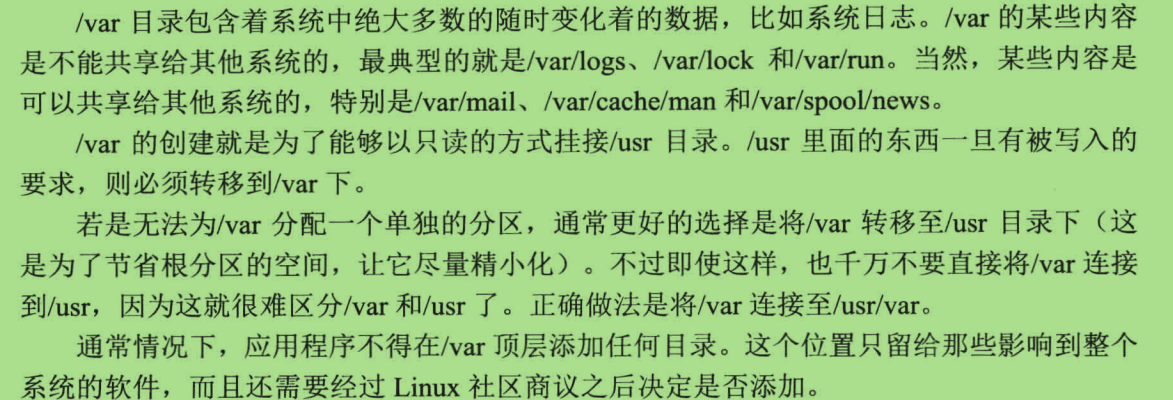 /var 目录包含着系统中绝大多数的随时变化着的数据，比如系统日志。/var 的某些内容
是不能共享给其他系统的，最典型的就是/var/logs、/var/lock 和/var/run。当然，某些内容是
可以共享给其他系统的，特别是/var/mail、/var/cache/man 和/var/spool/news。
/var 的创建就是为了能够以只读的方式挂接/usr 目录。/usr 里面的东西一旦有被写入的
要求，则必须转移到/var 下。
若是无法为/var 分配一个单独的分区，通常更好的选择是将/var 转移至/usr 目录下（这
是为了节省根分区的空间，让它尽量精小化）。不过即使这样，也千万不要直接将/var 连接
到/usr，因为这就很难区分/var 和/usr 了。正确做法是将/var 连接至/usr/var。
通常情况下，应用程序不得在/var 顶层添加任何目录。这个位置只留给那些影响到整个
系统的软件，而且还需要经过 Linux 社区商议之后决定是否添加。